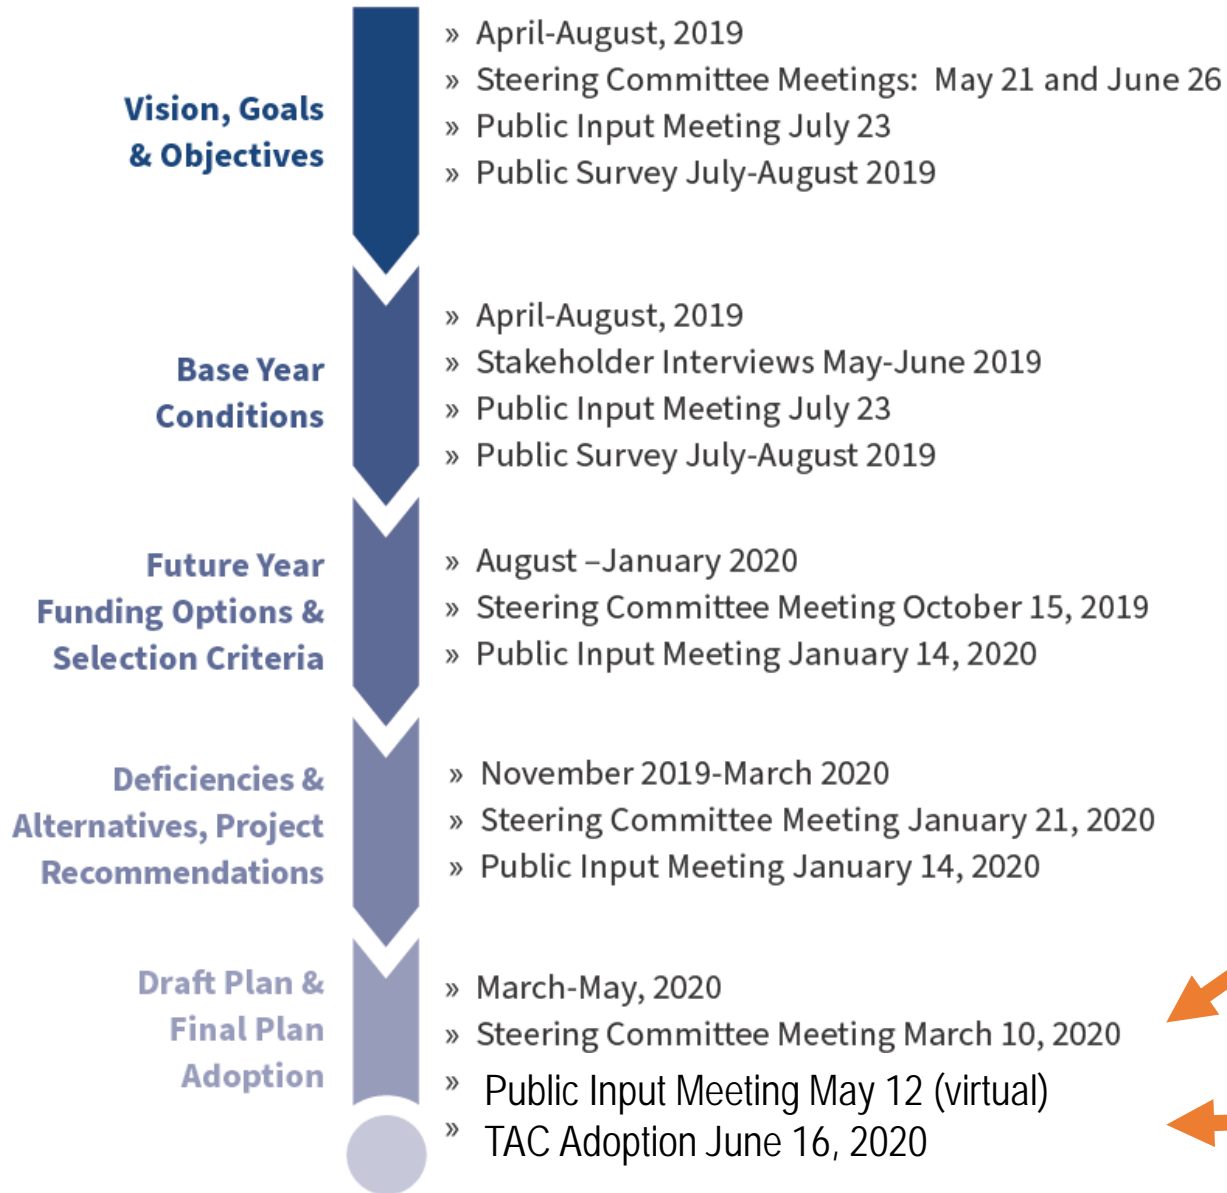 Vision, Goals
& Objectives
» April-August, 2019
» Steering Committee Meetings: May 21 and June 26
» Public Input Meeting July 23
» Public Survey July-August 2019
Base Year
Conditions
» April-August, 2019
» Stakeholder Interviews May-June 2019
» Public Input Meeting July 23
» Public Survey July-August 2019
Future Year
Funding Options &
Selection Criteria
» August –January 2020
» Steering Committee Meeting October 15, 2019
» Public Input Meeting January 14, 2020
Deficiencies &
Alternatives, Project
Recommendations
» November 2019-March 2020
» Steering Committee Meeting January 21, 2020
» Public Input Meeting January 14, 2020
Draft Plan &
Final Plan
Adoption
» March-May, 2020
» Steering Committee Meeting March 10, 2020
» Public Input Meeting May 12 (virtual)
» TAC Adoption June 16, 2020